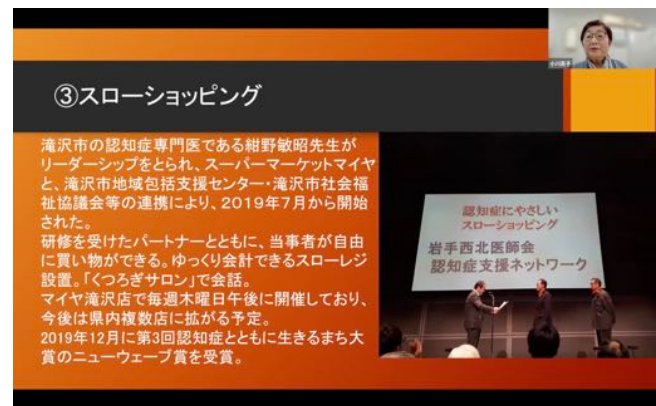 ③スローショッピング
滝沢市の認知症専門医である紺野敏昭先生が
リーダーシップをとられ、スーパーマーケットマイヤ
と、滝沢市地域包括支援センター・滝沢市社会福
祉協議会等の連携により、2019年7月から開始
された。
研修を受けたパートナーとともに、当事者が自由
に買い物ができる。ゆっくり会計できるスローレジ
設置。「くつろぎサロン」で会話。
マイヤ滝沢店で毎週木曜日午後に開催しており、
今後は県内複数店に拡がる予定。
2019年12月に第3回認知症とともに生きるまち大
賞のニューウェーブ賞を受賞。
認知症にやさしい
スローショッピング
岩手西北医師会
認知症支援ネットワーク